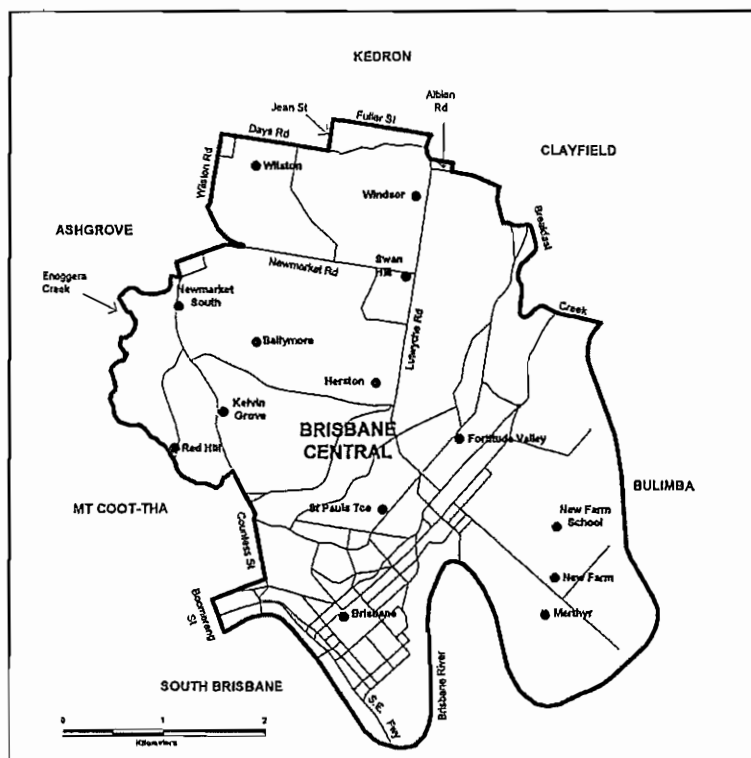 KEDRON
Jean St
Fuller St
Albion
Rd
Days Rd
CLAYFIELD
Wilston
Wilston Rd
Windsor
Breakfast
ASHGROVE
Swan
Hill
Newmarket Rd
Enoggera
Creek
Newmarket
South
Creek
Lutwyche Rd
Ballymore
Herston
Kelvin
Grove
BRISBANE
CENTRAL
Fortitude Valley
Red Hill
BULIMBA
MT COOT-THA
St Pauls Tce
New Farm
School
Countess St
New Farm
Boomerang
St
Brisbane
Merthyr
SOUTH BRISBANE
Brisbane River
S.E.
Fwy
0 2
Kilometers